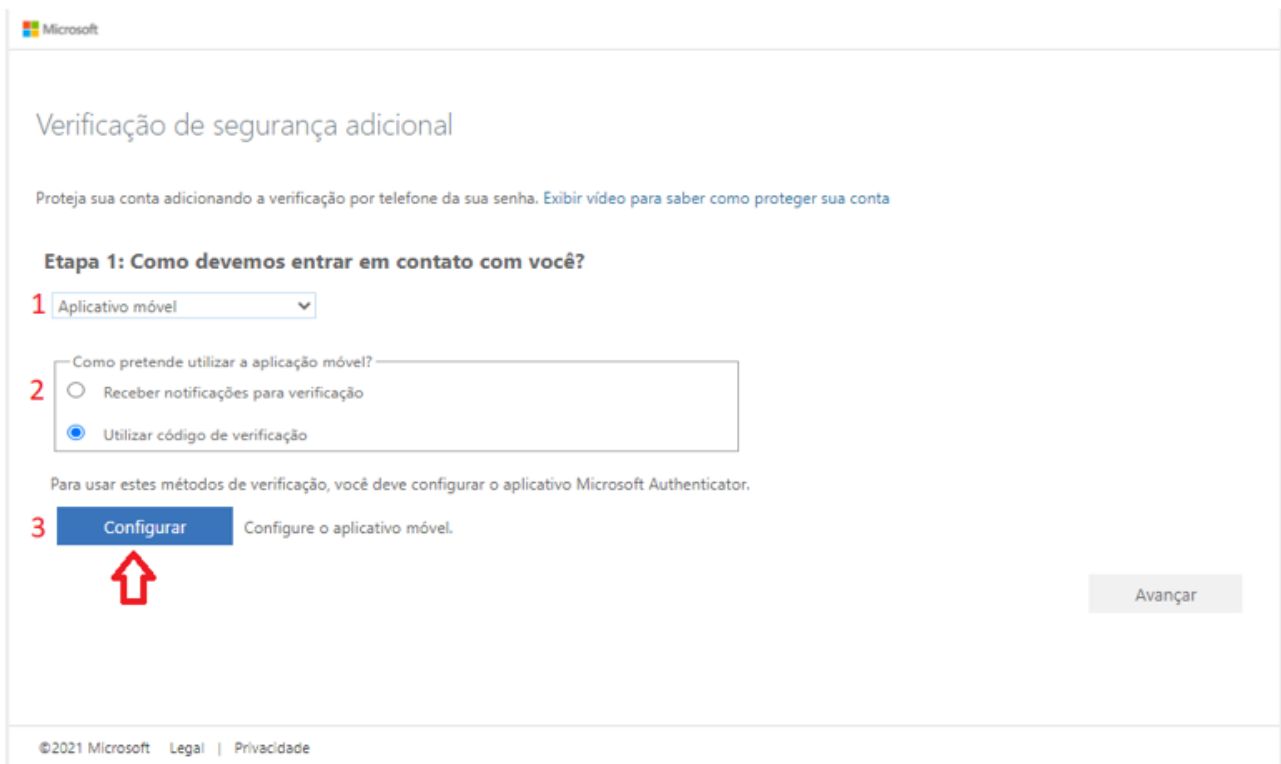 Microsoft
Verificação de segurança adicional
Proteja sua conta adicionando a verificação por telefone da sua senha. Exibir vídeo para saber como proteger sua conta
Etapa 1: Como devemos entrar em contato com você?
1 Aplicativo móvel
Como pretende utilizar a aplicação móvel?
2 Receber notificações para verificação
Utilizar código de verificação
Para usar estes métodos de verificação, você deve configurar o aplicativo Microsoft Authenticator.
3 Configurar Configure o aplicativo móvel.
Avançar
©2021 Microsoft Legal | Privacidade